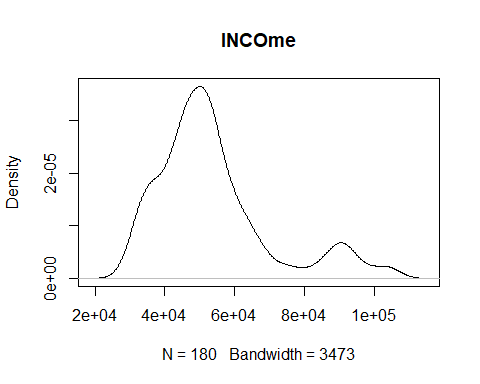 INCOme
Density
0e+00 2e-05
2e+04 4e+04 6e+04 8e+04 1e+05
N = 180 Bandwidth = 3473